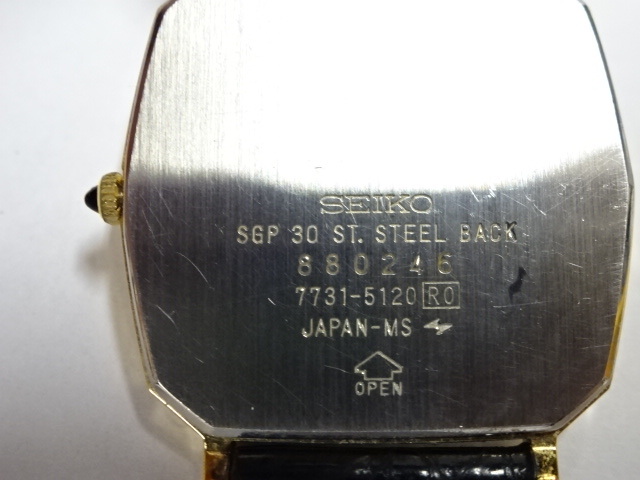 SEIKO
SGP 30 ST. STEEL BACK
880246
7731-5120 R0
JAPAN-MS
OPEN